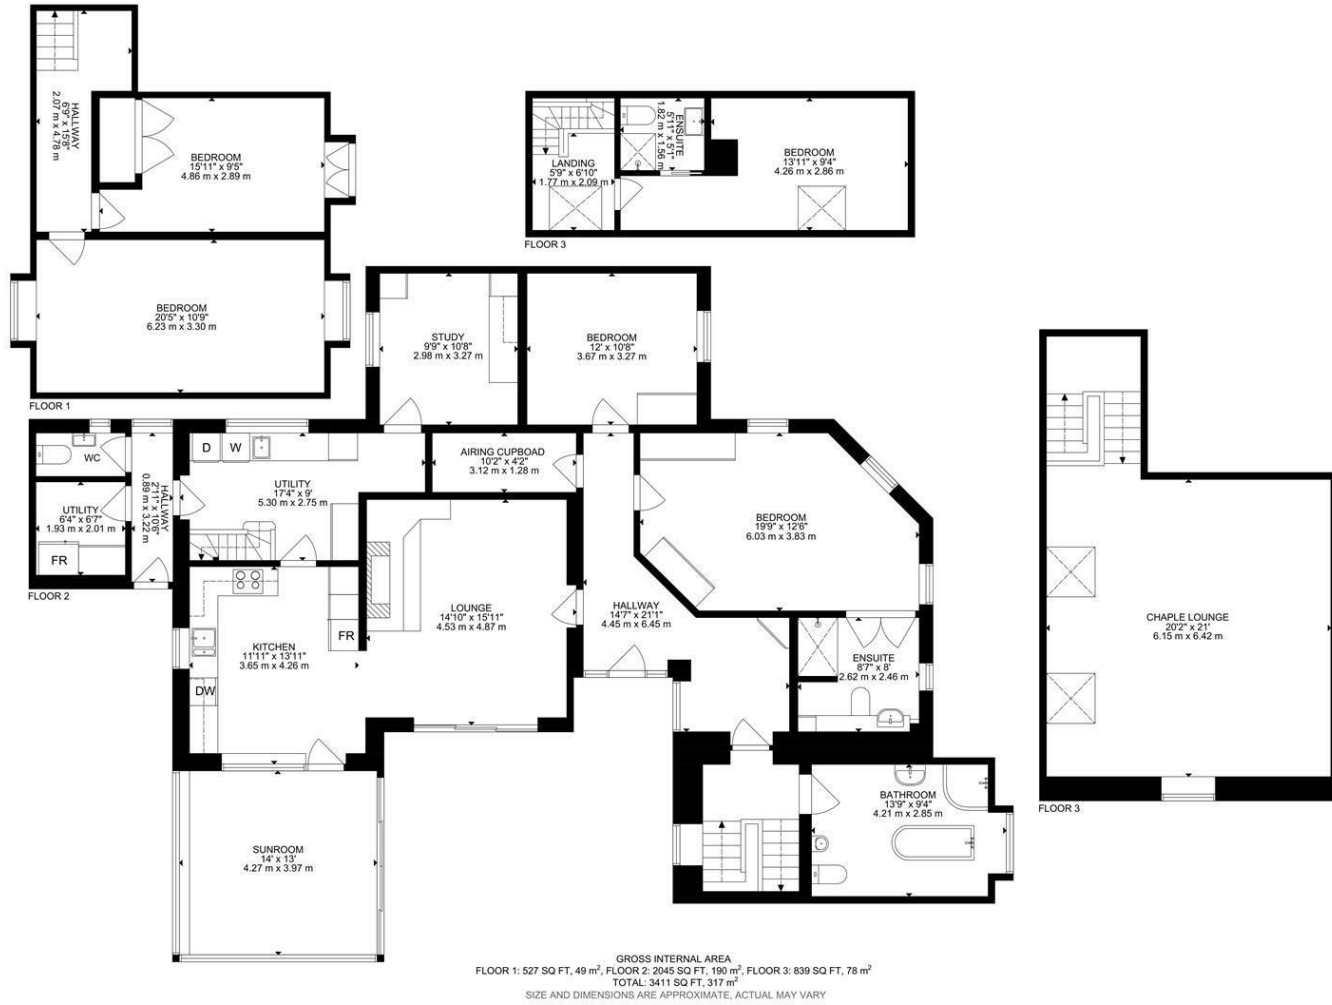 HALLWAY
6'9" x 15'8"
2.07 m x 4.78 m
BEDROOM
15'11" x 9'5"
4.86 m x 2.89 m
BEDROOM
20'5" x 10'9"
6.23 m x 3.30 m
FLOOR 1
LANDING
5'9" x 6'10"
1.77 m x 2.09 m
ENSUITE
5'11" x 5'1"
1.82 m x 1.56 m
BEDROOM
13'11" x 9'4"
4.26 m x 2.86 m
FLOOR 3
STUDY
9'9" x 10'8"
2.98 m x 3.27 m
BEDROOM
12' x 10'8"
3.67 m x 3.27 m
WC
UTILITY
6'4" x 6'7"
1.93 m x 2.01 m
FR
FLOOR 2
HALLWAY
2'11" x 10'6"
0.89 m x 3.22 m
D
W
UTILITY
17'4" x 9'
5.30 m x 2.75 m
AIRING CUPBOAD
10'2" x 4'2"
3.12 m x 1.28 m
BEDROOM
19'9" x 12'6"
6.03 m x 3.83 m
LOUNGE
14'10" x 15'11"
4.53 m x 4.87 m
HALLWAY
14'7" x 21'1"
4.45 m x 6.45 m
KITCHEN
11'11" x 13'11"
3.65 m x 4.26 m
FR
DW
ENSUITE
8'7" x 8'
2.62 m x 2.46 m
BATHROOM
13'9" x 9'4"
4.21 m x 2.85 m
SUNROOM
14' x 13'
4.27 m x 3.97 m
CHAPLE LOUNGE
20'2" x 21'
6.15 m x 6.42 m
FLOOR 3
GROSS INTERNAL AREA
FLOOR 1: 527 SQ FT, 49 m², FLOOR 2: 2045 SQ FT, 190 m², FLOOR 3: 839 SQ FT, 78 m²
TOTAL: 3411 SQ FT, 317 m²
SIZE AND DIMENSIONS ARE APPROXIMATE, ACTUAL MAY VARY